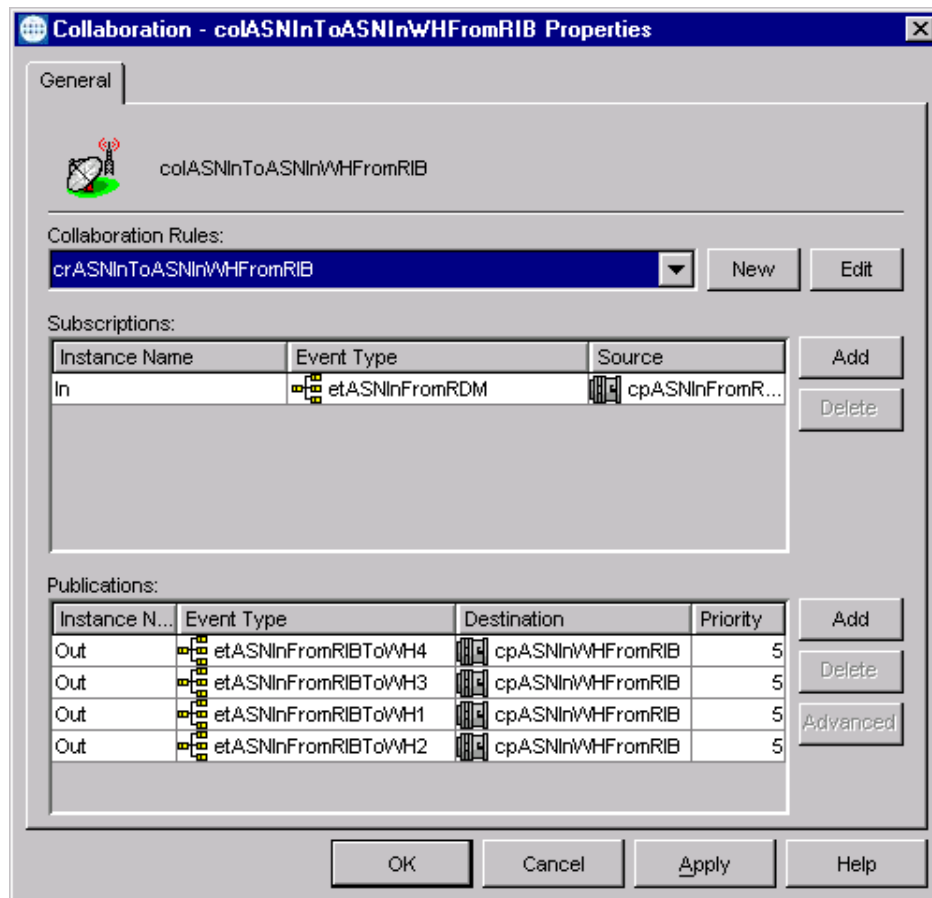 Collaboration - colASNInToASNInWHFromRIB Properties
General
colASNInToASNInWHFromRIB
Collaboration Rules:
crASNInToASNInWHFromRIB
New
Edit
Subscriptions:
Instance Name Event Type Source
Add
In etASNInFromRDM cpASNInFromR...
Delete
Publications:
Instance N... Event Type Destination Priority
Add
Out etASNInFromRIBToWH4 cpASNInWHFromRIB 5
Delete
Out etASNInFromRIBToWH3 cpASNInWHFromRIB 5
Out etASNInFromRIBToWH1 cpASNInWHFromRIB 5
Advanced
Out etASNInFromRIBToWH2 cpASNInWHFromRIB 5
OK
Cancel
Apply
Help